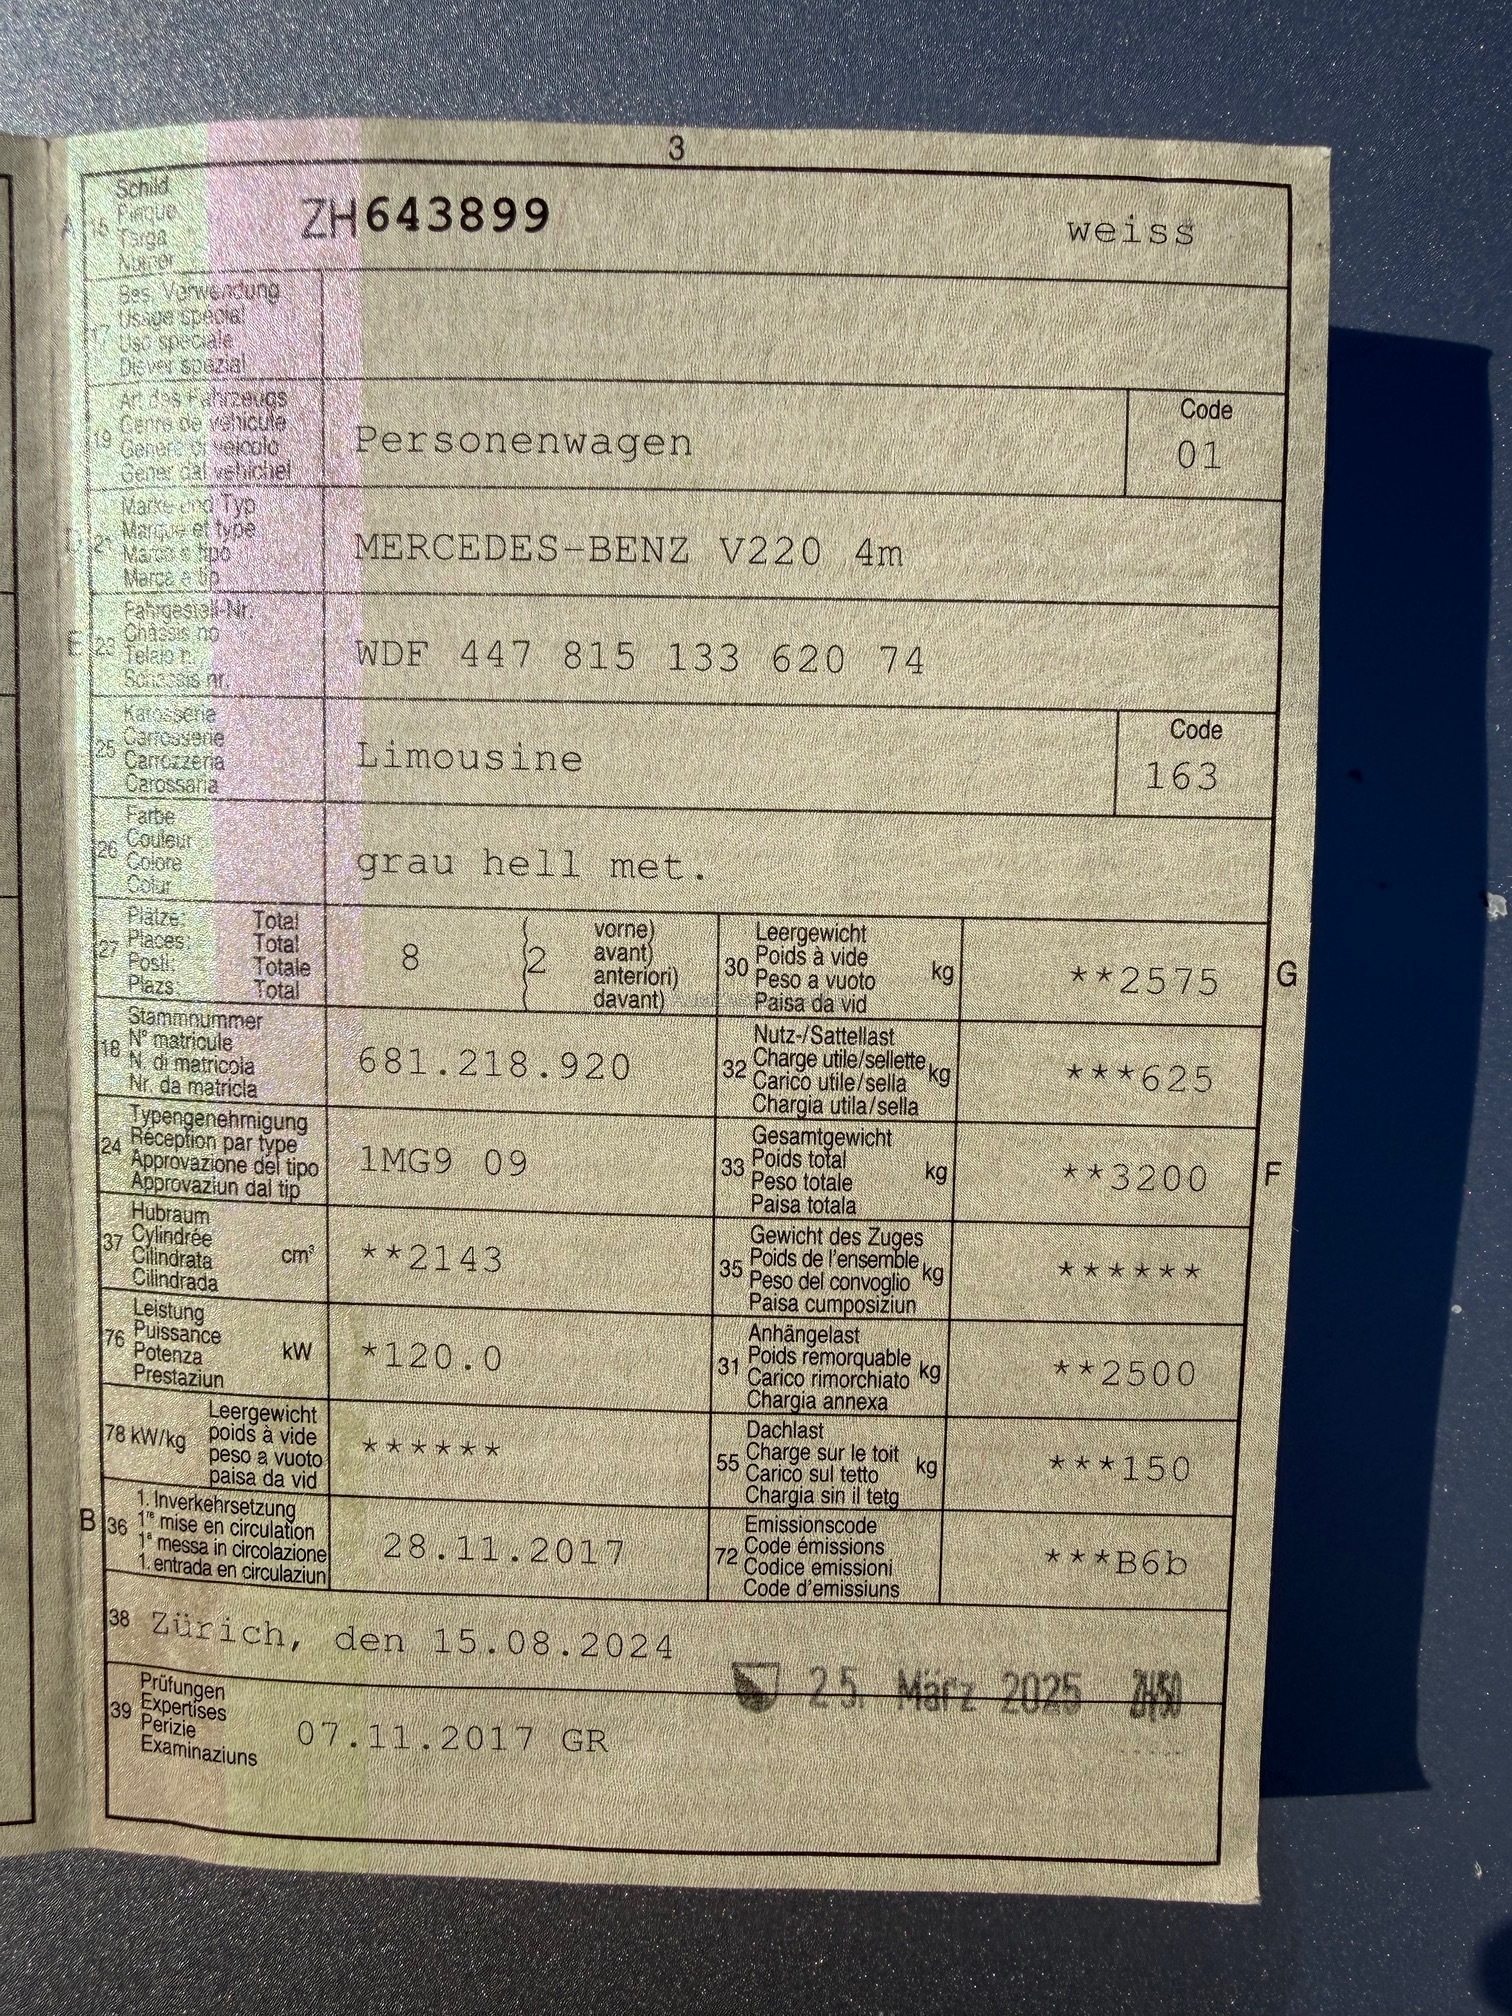 3
A 15 Schild
Plaque
Targa
Numer
ZH643899 weiss
17 Bes. Verwendung
Usage spécial
Uso speciale
Diever spezial
19 Art des Fahrzeugs
Genre de véhicule
Genere di veicolo
Gener dal vehichel
Personenwagen
Code
01
D 21 Marke und Typ
Marque et type
Marca e tipo
Marca e tip
MERCEDES-BENZ V220 4m
E 23 Fahrgestell-Nr.
Châssis no
Telaio n.
Schassis nr.
WDF 447 815 133 620 74
25 Karosserie
Carrosserie
Carrozzeria
Carossaria
Limousine
Code
163
26 Farbe
Couleur
Colore
Colur
grau hell met.
27 Plätze: Total
Places: Total
Posti: Totale
Plazs: Total
8 (2 vorne)
avant)
anteriori)
davant)
30 Leergewicht
Poids à vide
Peso a vuoto
Paisa da vid
kg **2575 G
18 Stammnummer
N° matricule
N. di matricola
Nr. da matricla
681.218.920
32 Nutz-/Sattellast
Charge utile/sellette
Carico utile/sella
Chargia utila/sella
kg ***625
24 Typengenehmigung
Réception par type
Approvazione del tipo
Approvaziun dal tip
1MG9 09
33 Gesamtgewicht
Poids total
Peso totale
Paisa totala
kg **3200 F
37 Hubraum
Cylindrée
Cilindrata
Cilindrada
cm³ **2143
35 Gewicht des Zuges
Poids de l'ensemble
Peso del convoglio
Paisa cumposiziun
kg ******
76 Leistung
Puissance
Potenza
Prestaziun
kW *120.0
31 Anhängelast
Poids remorquable
Carico rimorchiato
Chargia annexa
kg **2500
78 kW/kg Leergewicht
poids à vide
peso a vuoto
paisa da vid
******
55 Dachlast
Charge sur le toit
Carico sul tetto
Chargia sin il tetg
kg ***150
B 36 1. Inverkehrsetzung
1re mise en circulation
1a messa in circolazione
1. entrada en circulaziun
28.11.2017
72 Emissionscode
Code émissions
Codice emissioni
Code d'emissiuns
***B6b
38 Zürich, den 15.08.2024
25. März 2025
39 Prüfungen
Expertises
Perizie
Examinaziuns
07.11.2017 GR